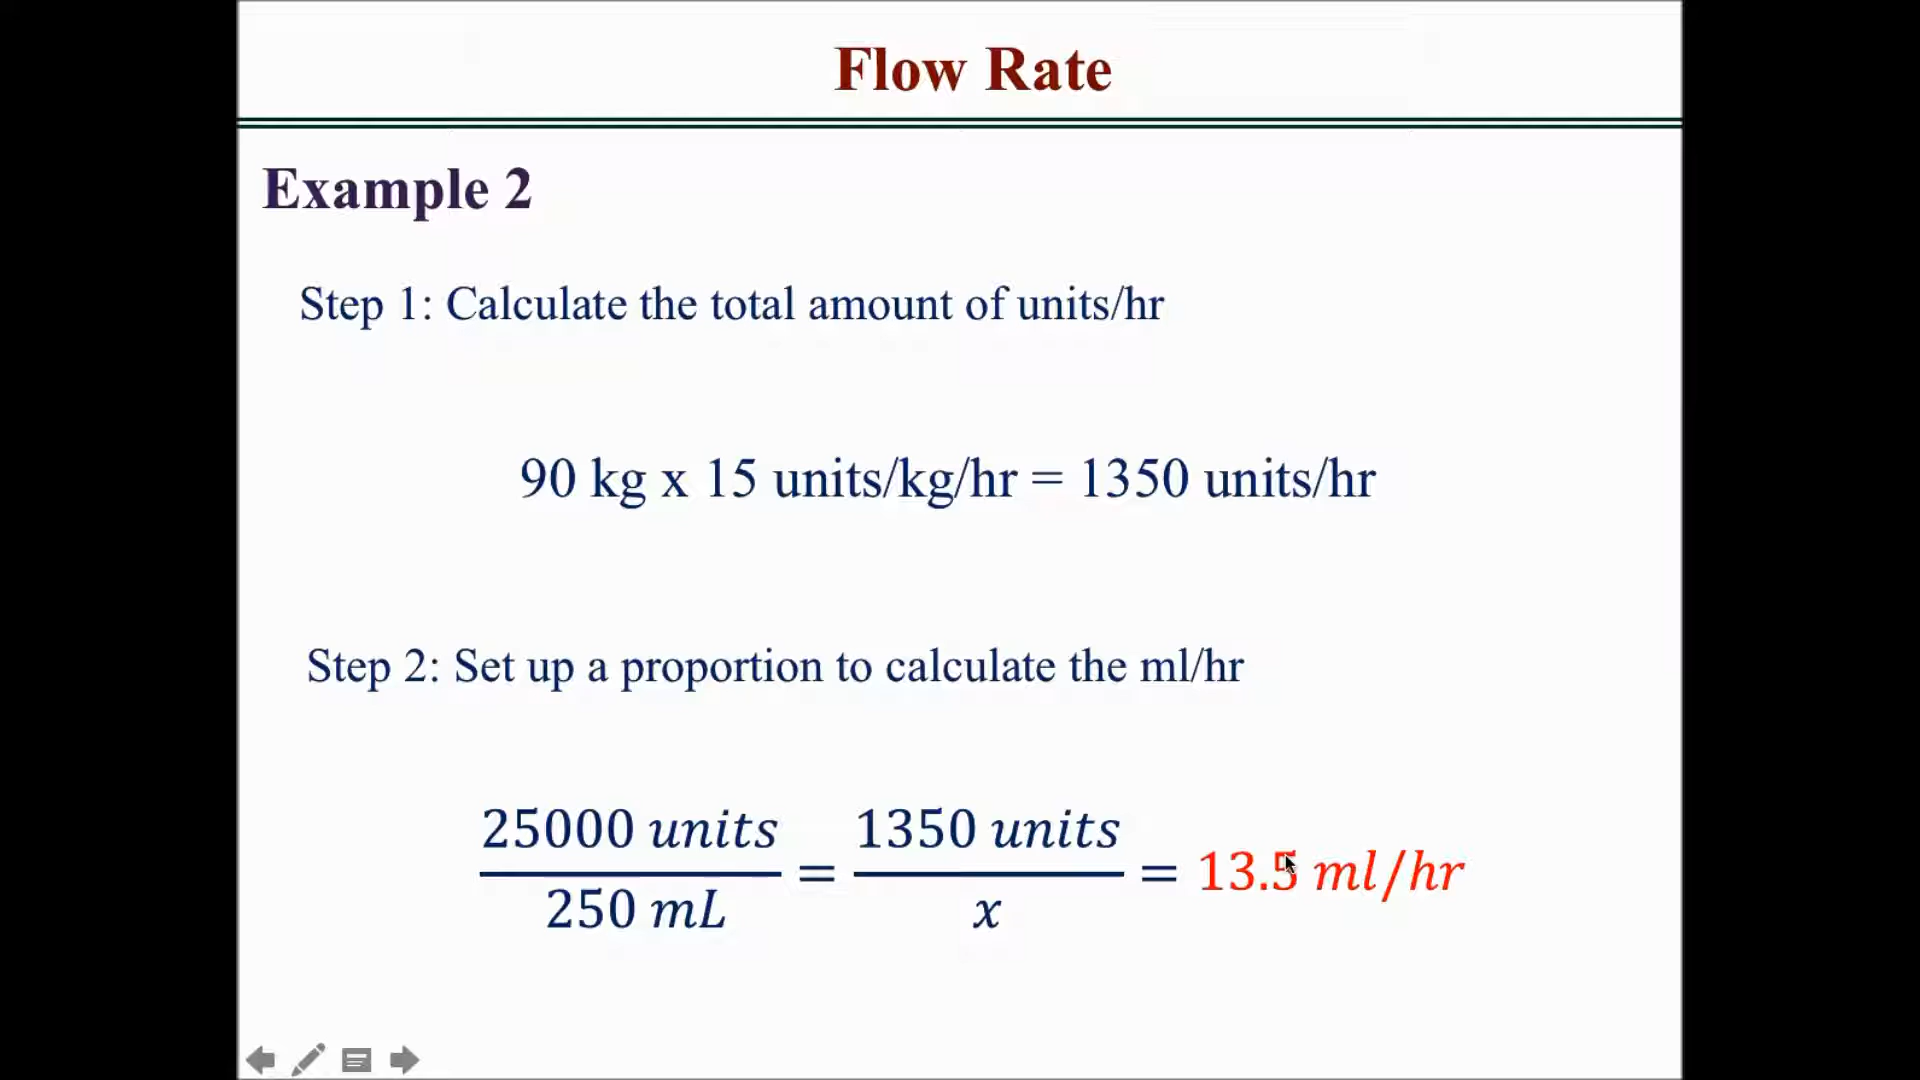 Flow Rate
Example 2
Step 1: Calculate the total amount of units/hr
90 kg x 15 units/kg/hr = 1350 units/hr
Step 2: Set up a proportion to calculate the ml/hr
25000 units / 250 mL = 1350 units / x = 13.5 ml/hr